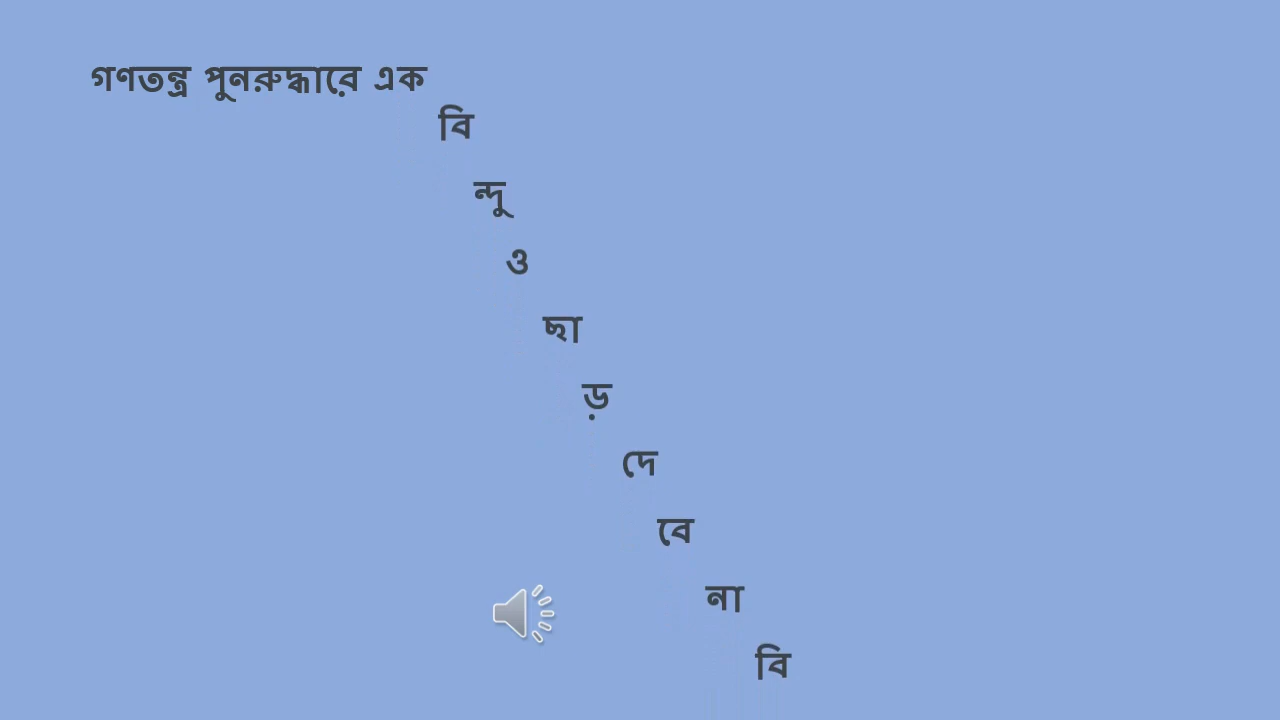 গণতন্ত্র পুনরুদ্ধারে এক
বি
ন্দু
ও
ছা
ড়
দে
বে
না
বি